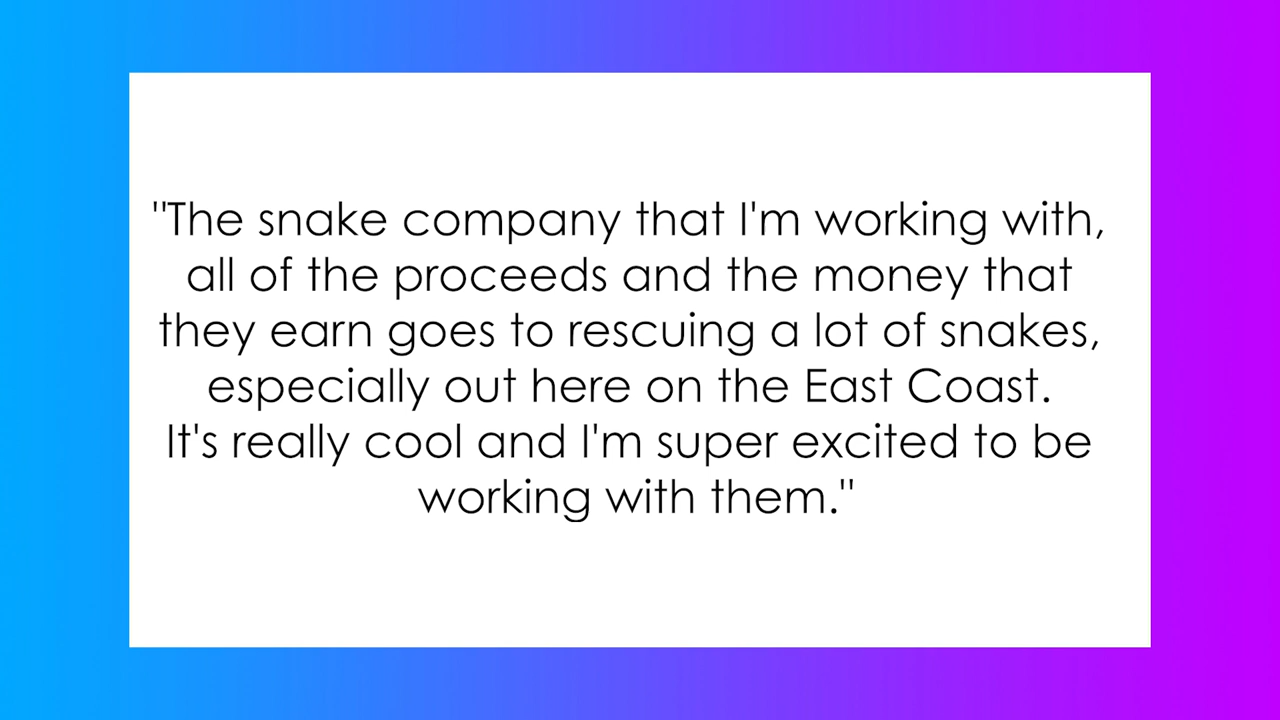 "The snake company that I'm working with,
all of the proceeds and the money that
they earn goes to rescuing a lot of snakes,
especially out here on the East Coast.
It's really cool and I'm super excited to be
working with them."